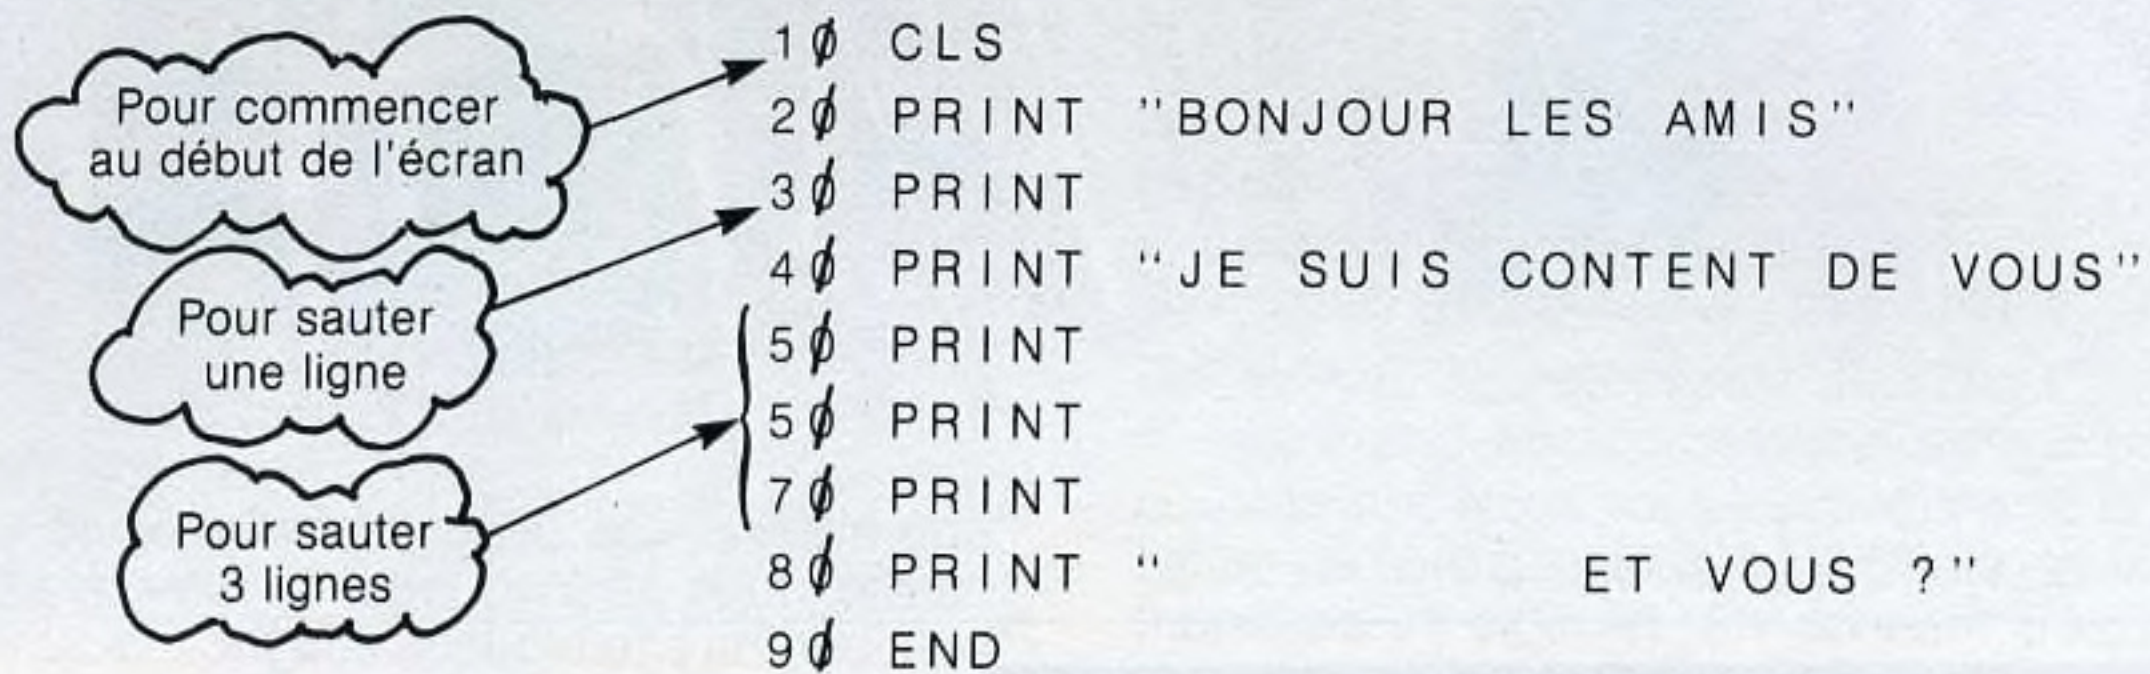 Pour commencer
au début de l'écran
Pour sauter
une ligne
Pour sauter
3 lignes
1Ø CLS
2Ø PRINT "BONJOUR LES AMIS"
3Ø PRINT
4Ø PRINT "JE SUIS CONTENT DE VOUS"
5Ø PRINT
5Ø PRINT
7Ø PRINT
8Ø PRINT "        ET VOUS ?"
9Ø END